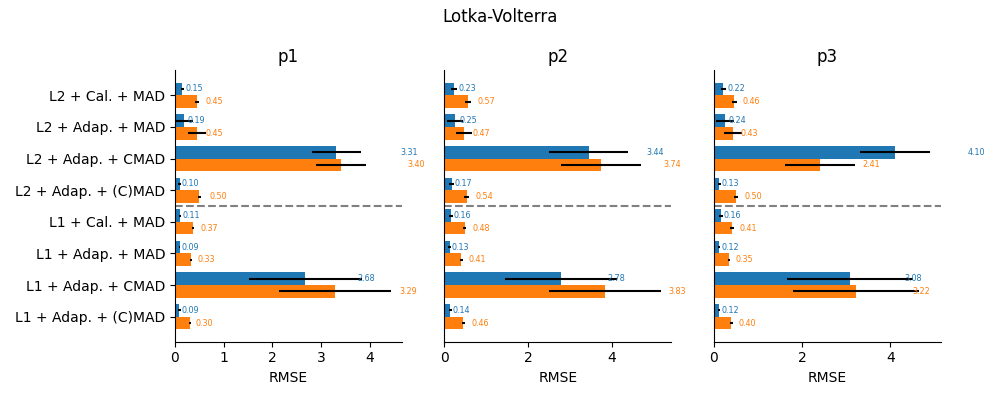 Lotka-Volterra
p1
p2
p3
L2 + Cal. + MAD
L2 + Adap. + MAD
L2 + Adap. + CMAD
L2 + Adap. + (C)MAD
L1 + Cal. + MAD
L1 + Adap. + MAD
L1 + Adap. + CMAD
L1 + Adap. + (C)MAD
0.15
0.45
0.19
0.45
3.31
3.40
0.10
0.50
0.11
0.37
0.09
0.33
2.68
3.29
0.09
0.30
0 1 2 3 4
RMSE
0.23
0.57
0.25
0.47
3.44
3.74
0.17
0.54
0.16
0.48
0.13
0.41
2.78
3.83
0.14
0.46
0 2 4
RMSE
0.22
0.46
0.24
0.43
4.10
2.41
0.13
0.50
0.16
0.41
0.12
0.35
3.08
3.22
0.12
0.40
0 2 4
RMSE